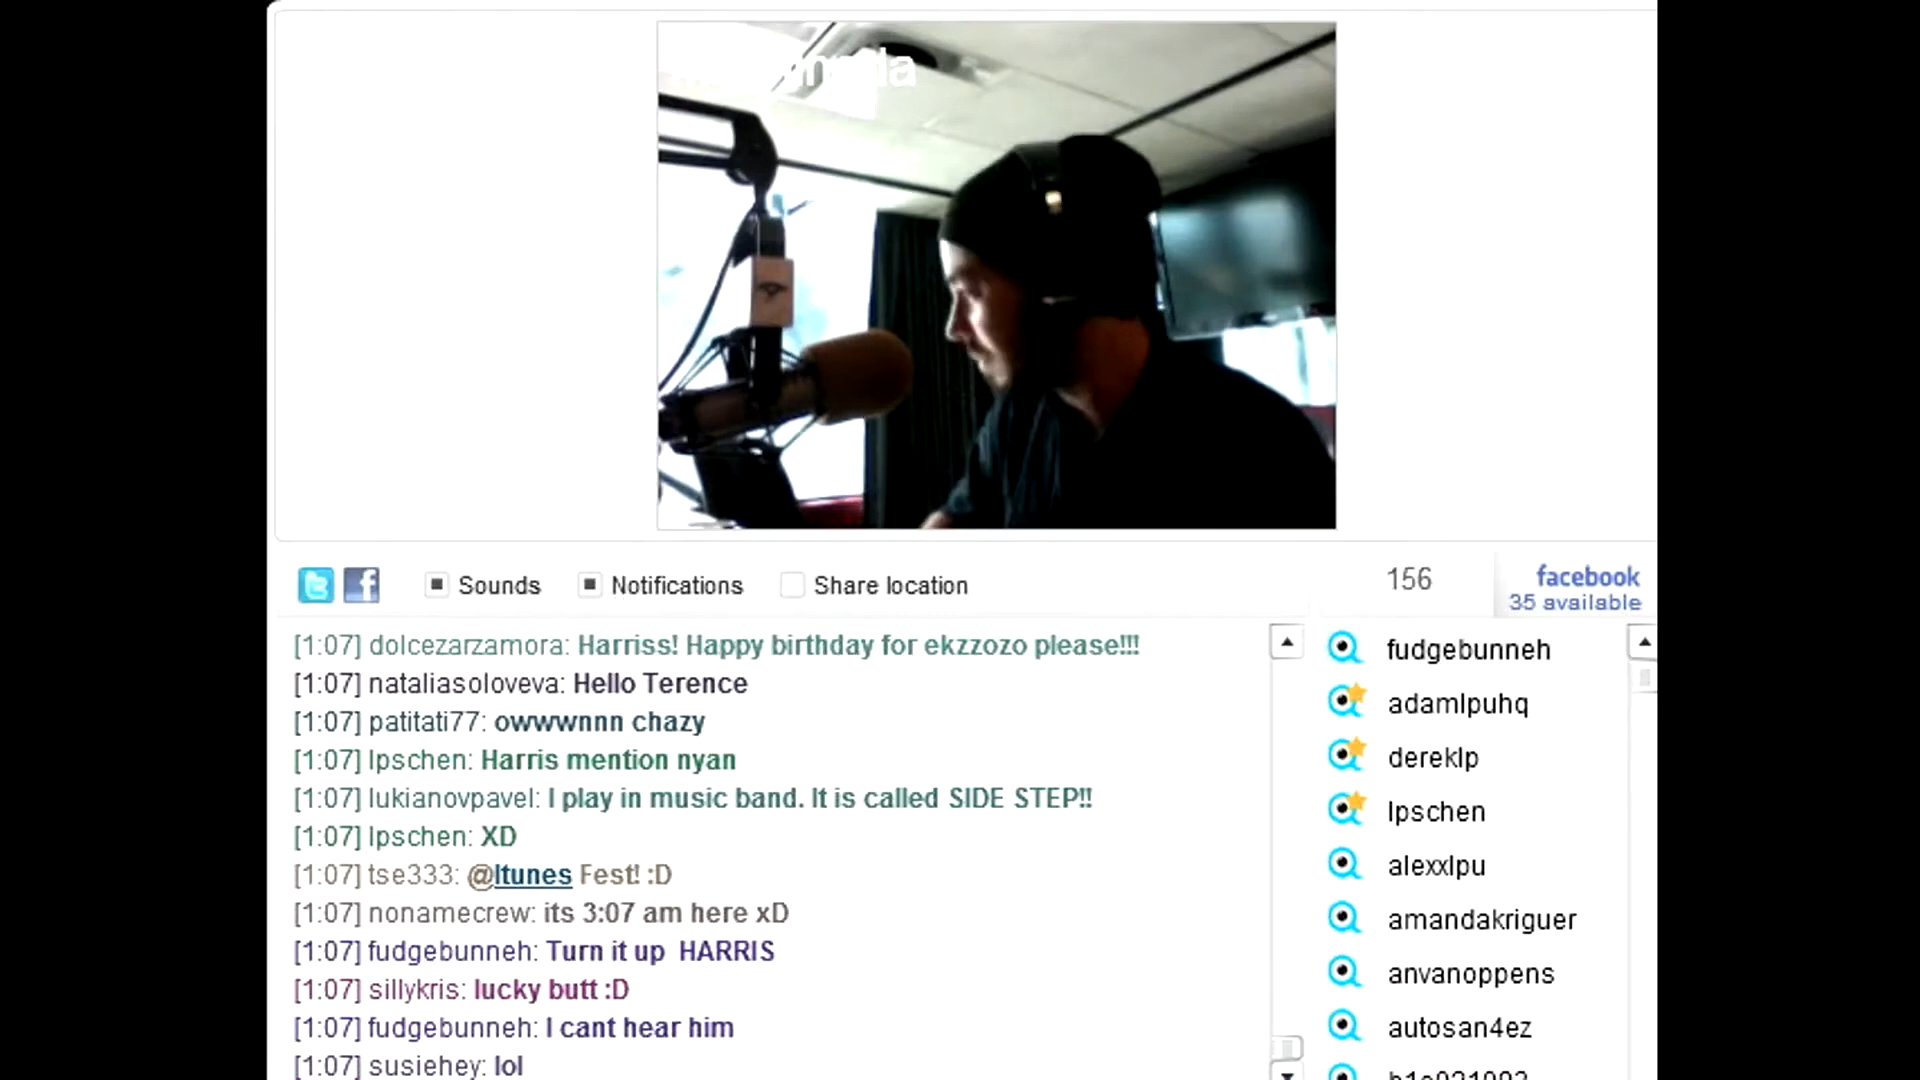 Sounds Notifications Share location 156 facebook
35 available
[1:07] dolcezarzamora: Harriss! Happy birthday for ekzzozo please!!!
[1:07] nataliasoloveva: Hello Terence
[1:07] patitati77: owwwnnn chazy
[1:07] lpschen: Harris mention nyan
[1:07] lukianovpavel: I play in music band. It is called SIDE STEP!!
[1:07] lpschen: XD
[1:07] tse333: @Itunes Fest! :D
[1:07] nonamecrew: its 3:07 am here xD
[1:07] fudgebunneh: Turn it up HARRIS
[1:07] sillykris: lucky butt :D
[1:07] fudgebunneh: I cant hear him
[1:07] susiehey: lol
fudgebunneh
adamlpuhq
dereklp
lpschen
alexxlpu
amandakriguer
anvanoppens
autosan4ez